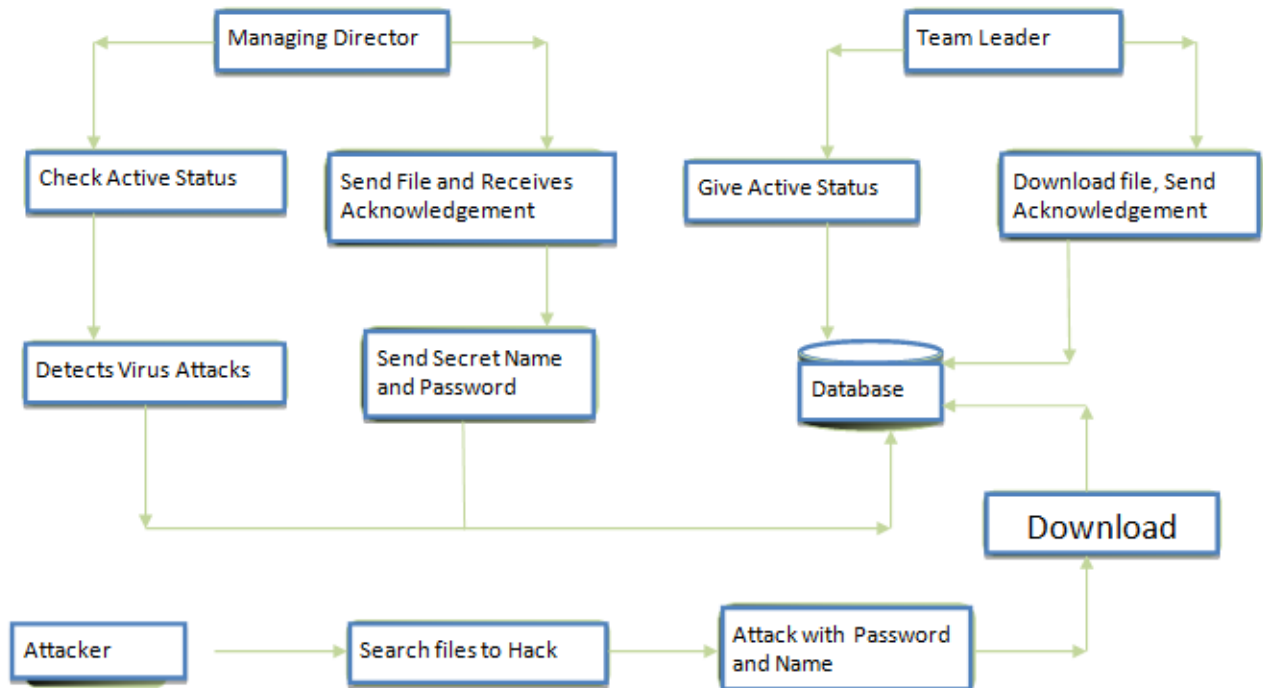 Managing Director
Team Leader
Check Active Status
Send File and Receives
Acknowledgement
Give Active Status
Download file, Send
Acknowledgement
Detects Virus Attacks
Send Secret Name
and Password
Database
Download
Attacker
Search files to Hack
Attack with Password
and Name